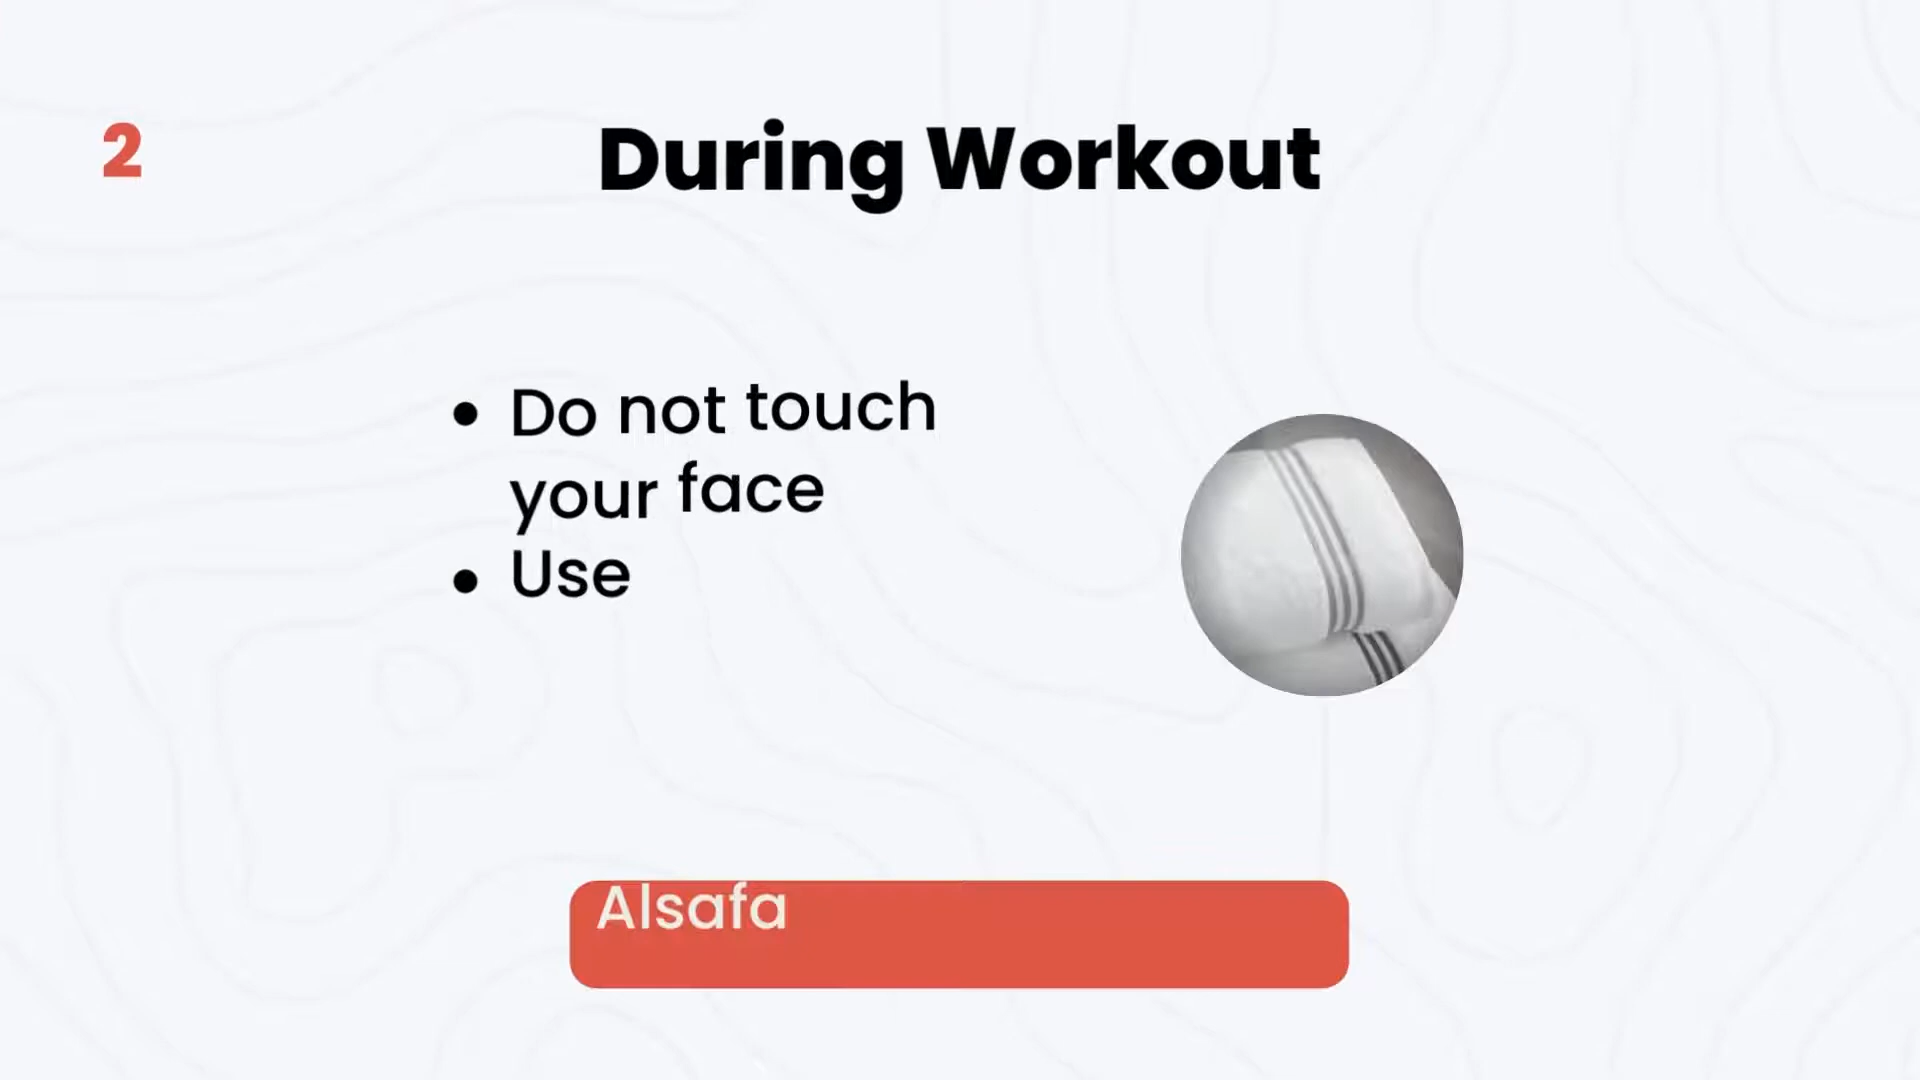 2
During Workout
• Do not touch
your face
• Use
Alsafa